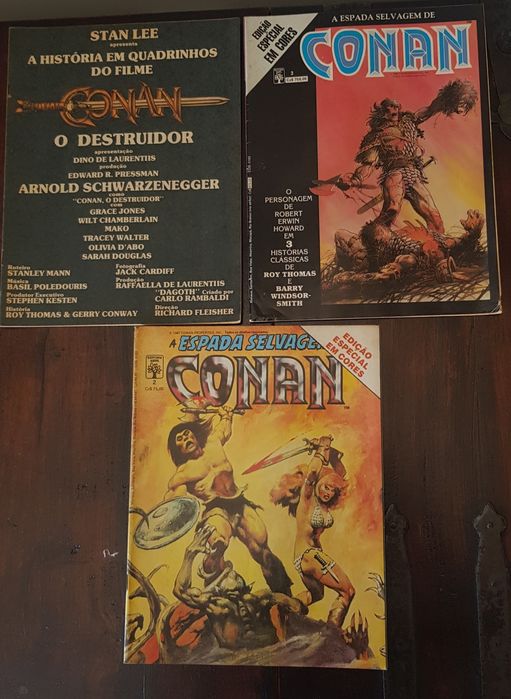 STAN LEE
apresenta
A HISTÓRIA EM QUADRINHOS
DO FILME
CONAN
O DESTRUIDOR
apresentação
DINO DE LAURENTIIS
produção
EDWARD R. PRESSMAN
ARNOLD SCHWARZENEGGER
como
"CONAN, O DESTRUIDOR"
com
GRACE JONES
WILT CHAMBERLAIN
MAKO
TRACEY WALTER
OLIVIA D'ABO
SARAH DOUGLAS
Roteiro
STANLEY MANN
Música
BASIL POLEDOURIS
Produtor Executivo
STEPHEN KESTEN
História
ROY THOMAS & GERRY CONWAY
Fotografia
JACK CARDIFF
Produção
RAFFAELLA DE LAURENTIIS
"DAGOTH" Criado por
CARLO RAMBALDI
Direção
RICHARD FLEISHER
EDIÇÃO
ESPECIAL
EM CORES
A ESPADA SELVAGEM DE
CONAN
3
O
PERSONAGEM
DE
ROBERT
ERWIN
HOWARD
EM
3
HISTÓRIAS
CLÁSSICAS
DE
ROY THOMAS
E
BARRY
WINDSOR-
SMITH
A ESPADA SELVAGEM
CONAN
2
EDIÇÃO
ESPECIAL
EM CORES